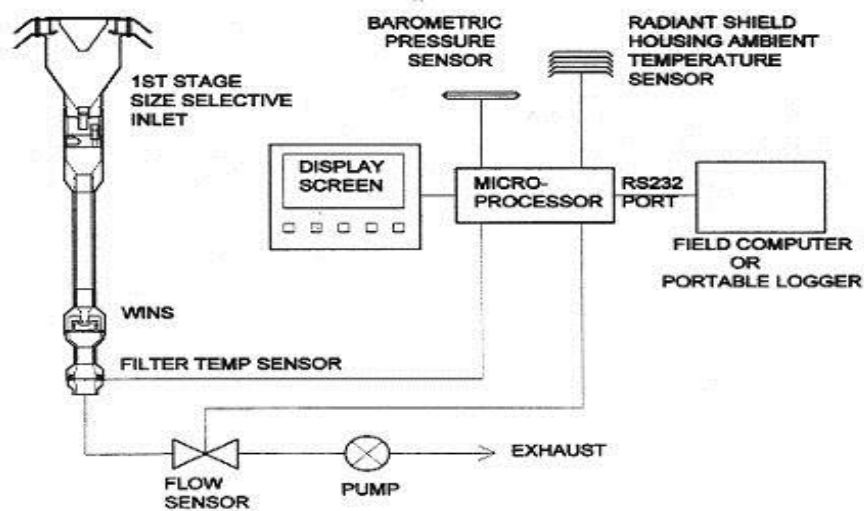 BAROMETRIC
PRESSURE
SENSOR
RADIANT SHIELD
HOUSING AMBIENT
TEMPERATURE
SENSOR
1ST STAGE
SIZE SELECTIVE
INLET
DISPLAY
SCREEN
MICRO-
PROCESSOR
RS232
PORT
FIELD COMPUTER
OR
PORTABLE LOGGER
WINS
FILTER TEMP SENSOR
FLOW
SENSOR
PUMP
EXHAUST